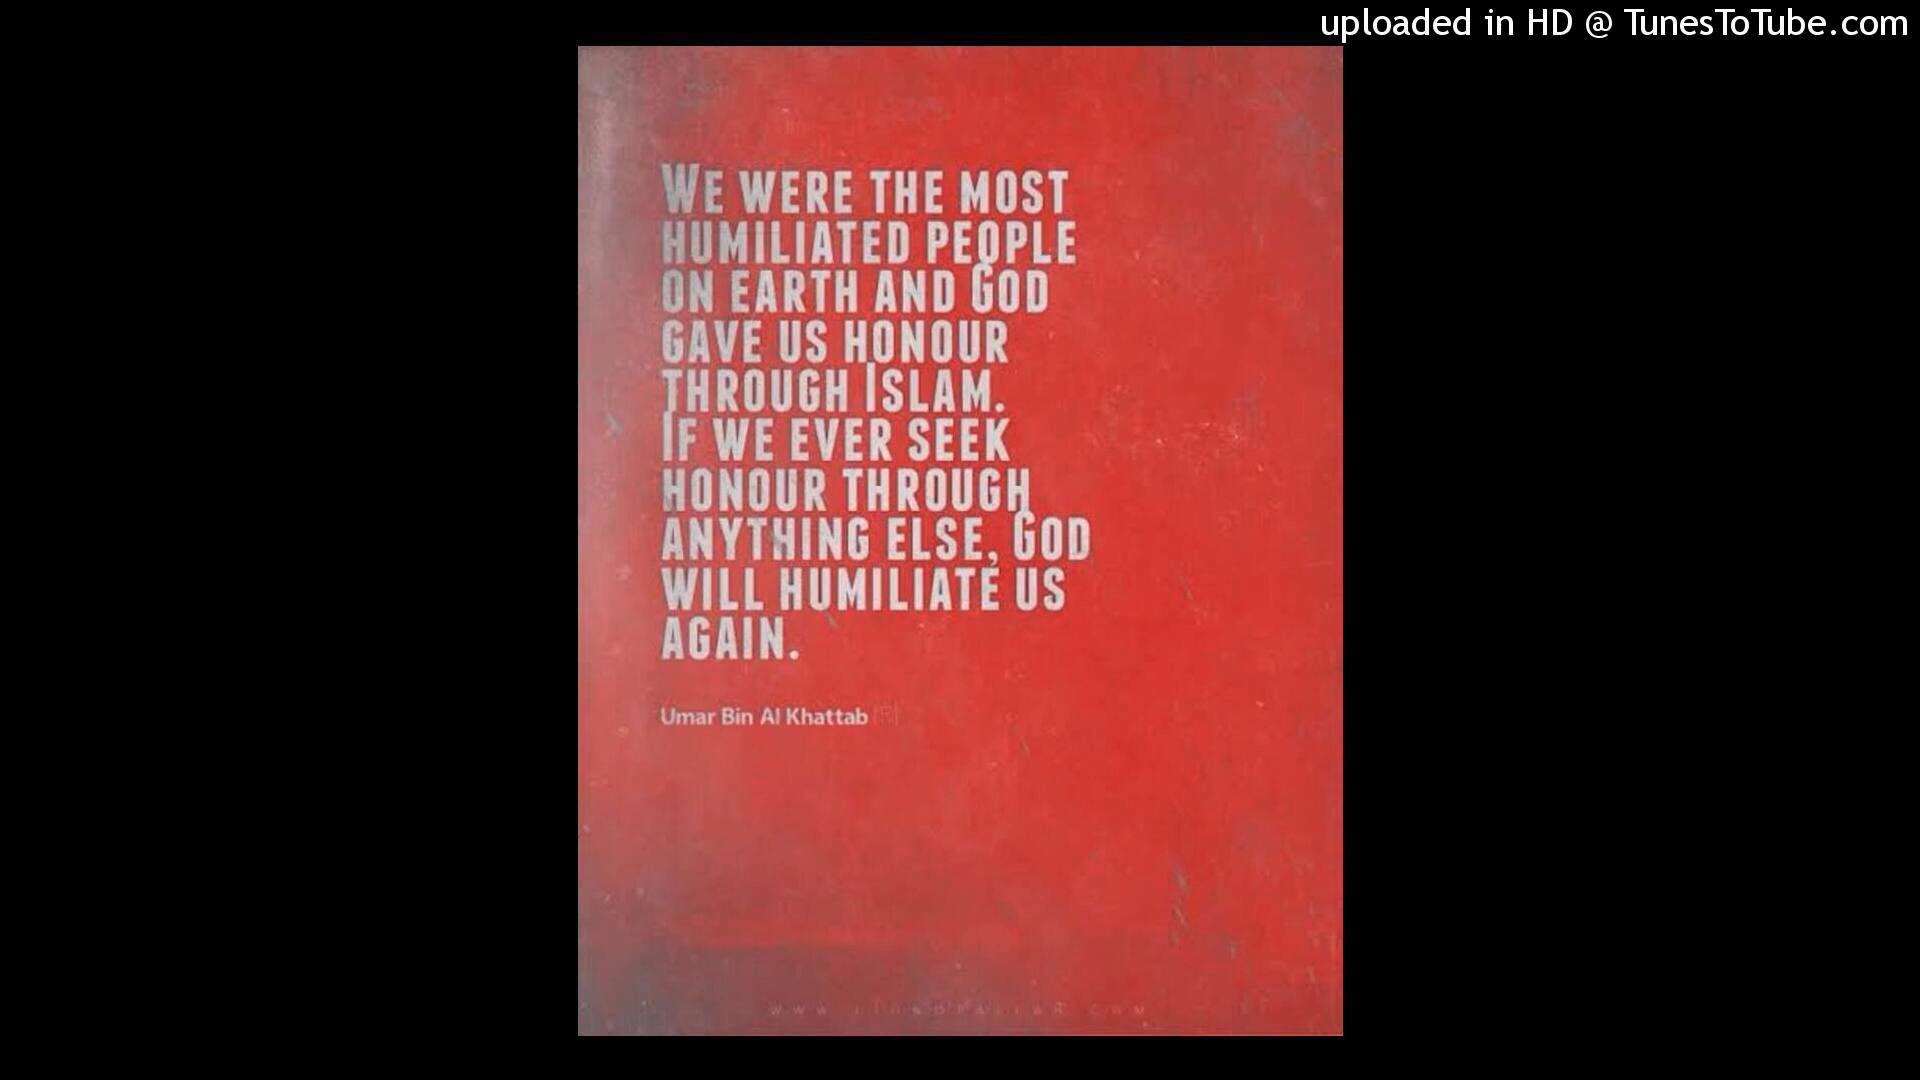 uploaded in HD @ TunesToTube.com
We were the most
humiliated people
on earth and God
gave us honour
through Islam.
If we ever seek
honour through
anything else, God
will humiliate us
again.
Umar Bin Al Khattab